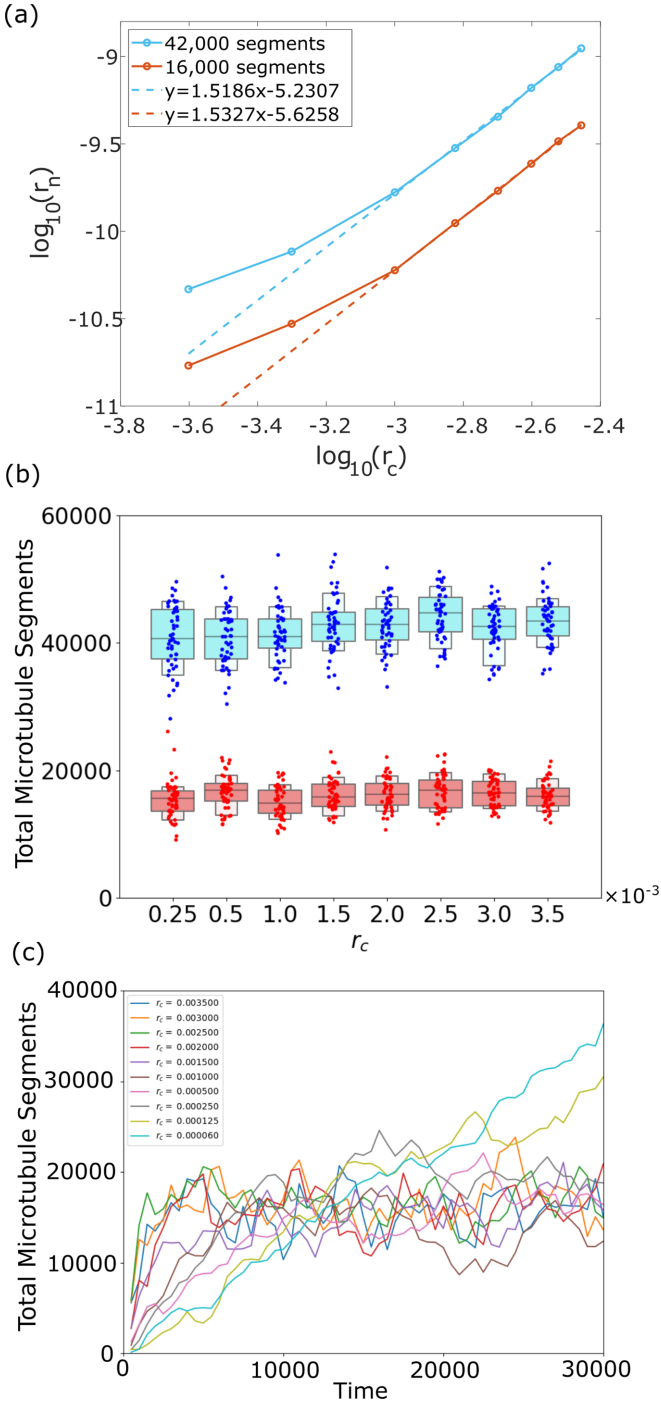 (a)
42,000 segments
16,000 segments
y=1.5186x-5.2307
y=1.5327x-5.6258
-9
-9.5
-10
-10.5
-11
log10(rn)
-3.8 -3.6 -3.4 -3.2 -3 -2.8 -2.6 -2.4
log10(rc)
(b)
60000
40000
20000
0
Total Microtubule Segments
0.25 0.5 1.0 1.5 2.0 2.5 3.0 3.5
×10-3
rc
(c)
40000
30000
20000
10000
0
Total Microtubule Segments
rc = 0.003500
rc = 0.003000
rc = 0.002500
rc = 0.002000
rc = 0.001500
rc = 0.001000
rc = 0.000500
rc = 0.000250
rc = 0.000125
rc = 0.000060
0 10000 20000 30000
Time